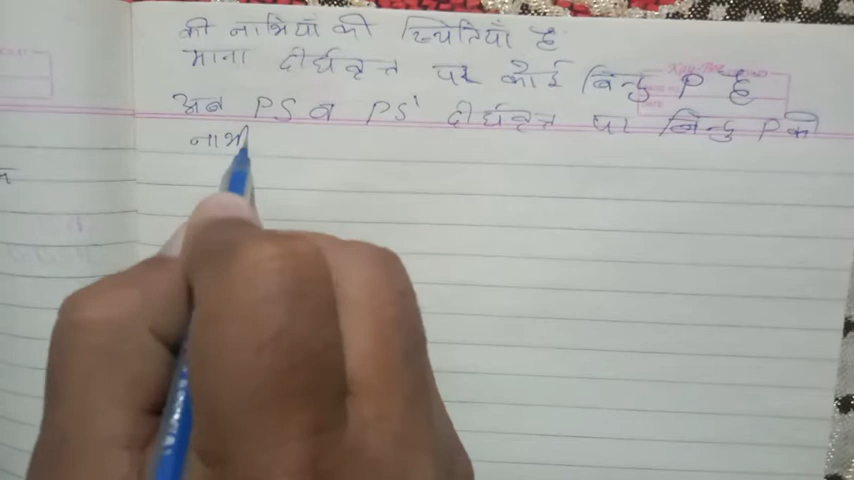 की नाभियाँ की स्थितियाँ है
माना दीर्घवृत्त पर कोई बिन्दु P है
अब PS व PS' दीर्घवृत्त पर बिन्दु P की
नाभी